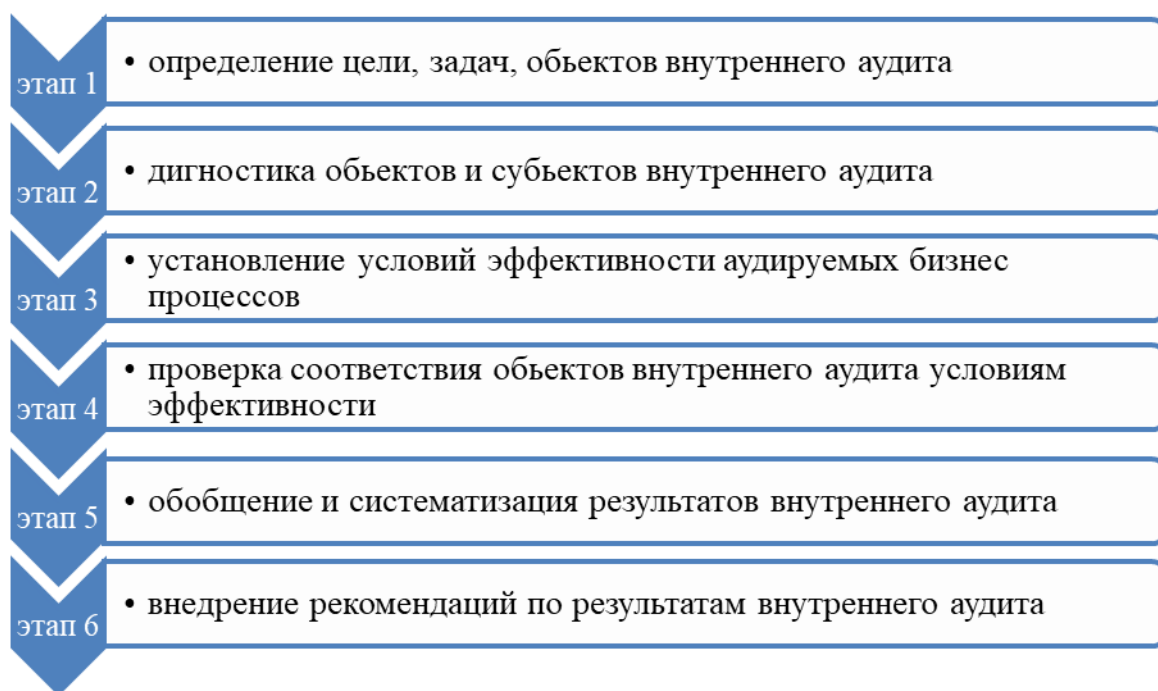 этап 1
• определение цели, задач, обьектов внутреннего аудита
этап 2
• дигностика обьектов и субьектов внутреннего аудита
этап 3
• установление условий эффективности аудируемых бизнес
процессов
этап 4
• проверка соответствия обьектов внутреннего аудита условиям
эффективности
этап 5
• обобщение и систематизация результатов внутреннего аудита
этап 6
• внедрение рекомендаций по результатам внутреннего аудита